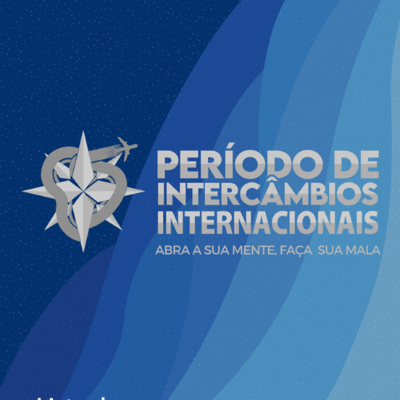 PERÍODO DE
INTERCÂMBIOS
INTERNACIONAIS
ABRA A SUA MENTE, FAÇA SUA MALA